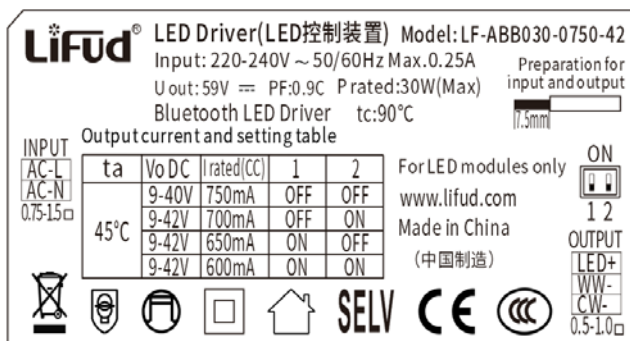 LiFud®
LED Driver(LED控制装置) Model: LF-ABB030-0750-42
Input: 220-240V ~ 50/60Hz Max.0.25A
U out: 59V ⎓ PF:0.9C P rated:30W(Max)
Bluetooth LED Driver tc:90℃
Preparation for
input and output
7.5mm
INPUT
AC-L
AC-N
0.75-1.5□
Output current and setting table
ta Vo DC I rated(CC) 1 2
45℃
9-40V 750mA OFF OFF
9-42V 700mA OFF ON
9-42V 650mA ON OFF
9-42V 600mA ON ON
For LED modules only
www.lifud.com
Made in China
(中国制造)
ON
1 2
OUTPUT
LED+
WW-
CW-
0.5-1.0□
SELV CE CCC